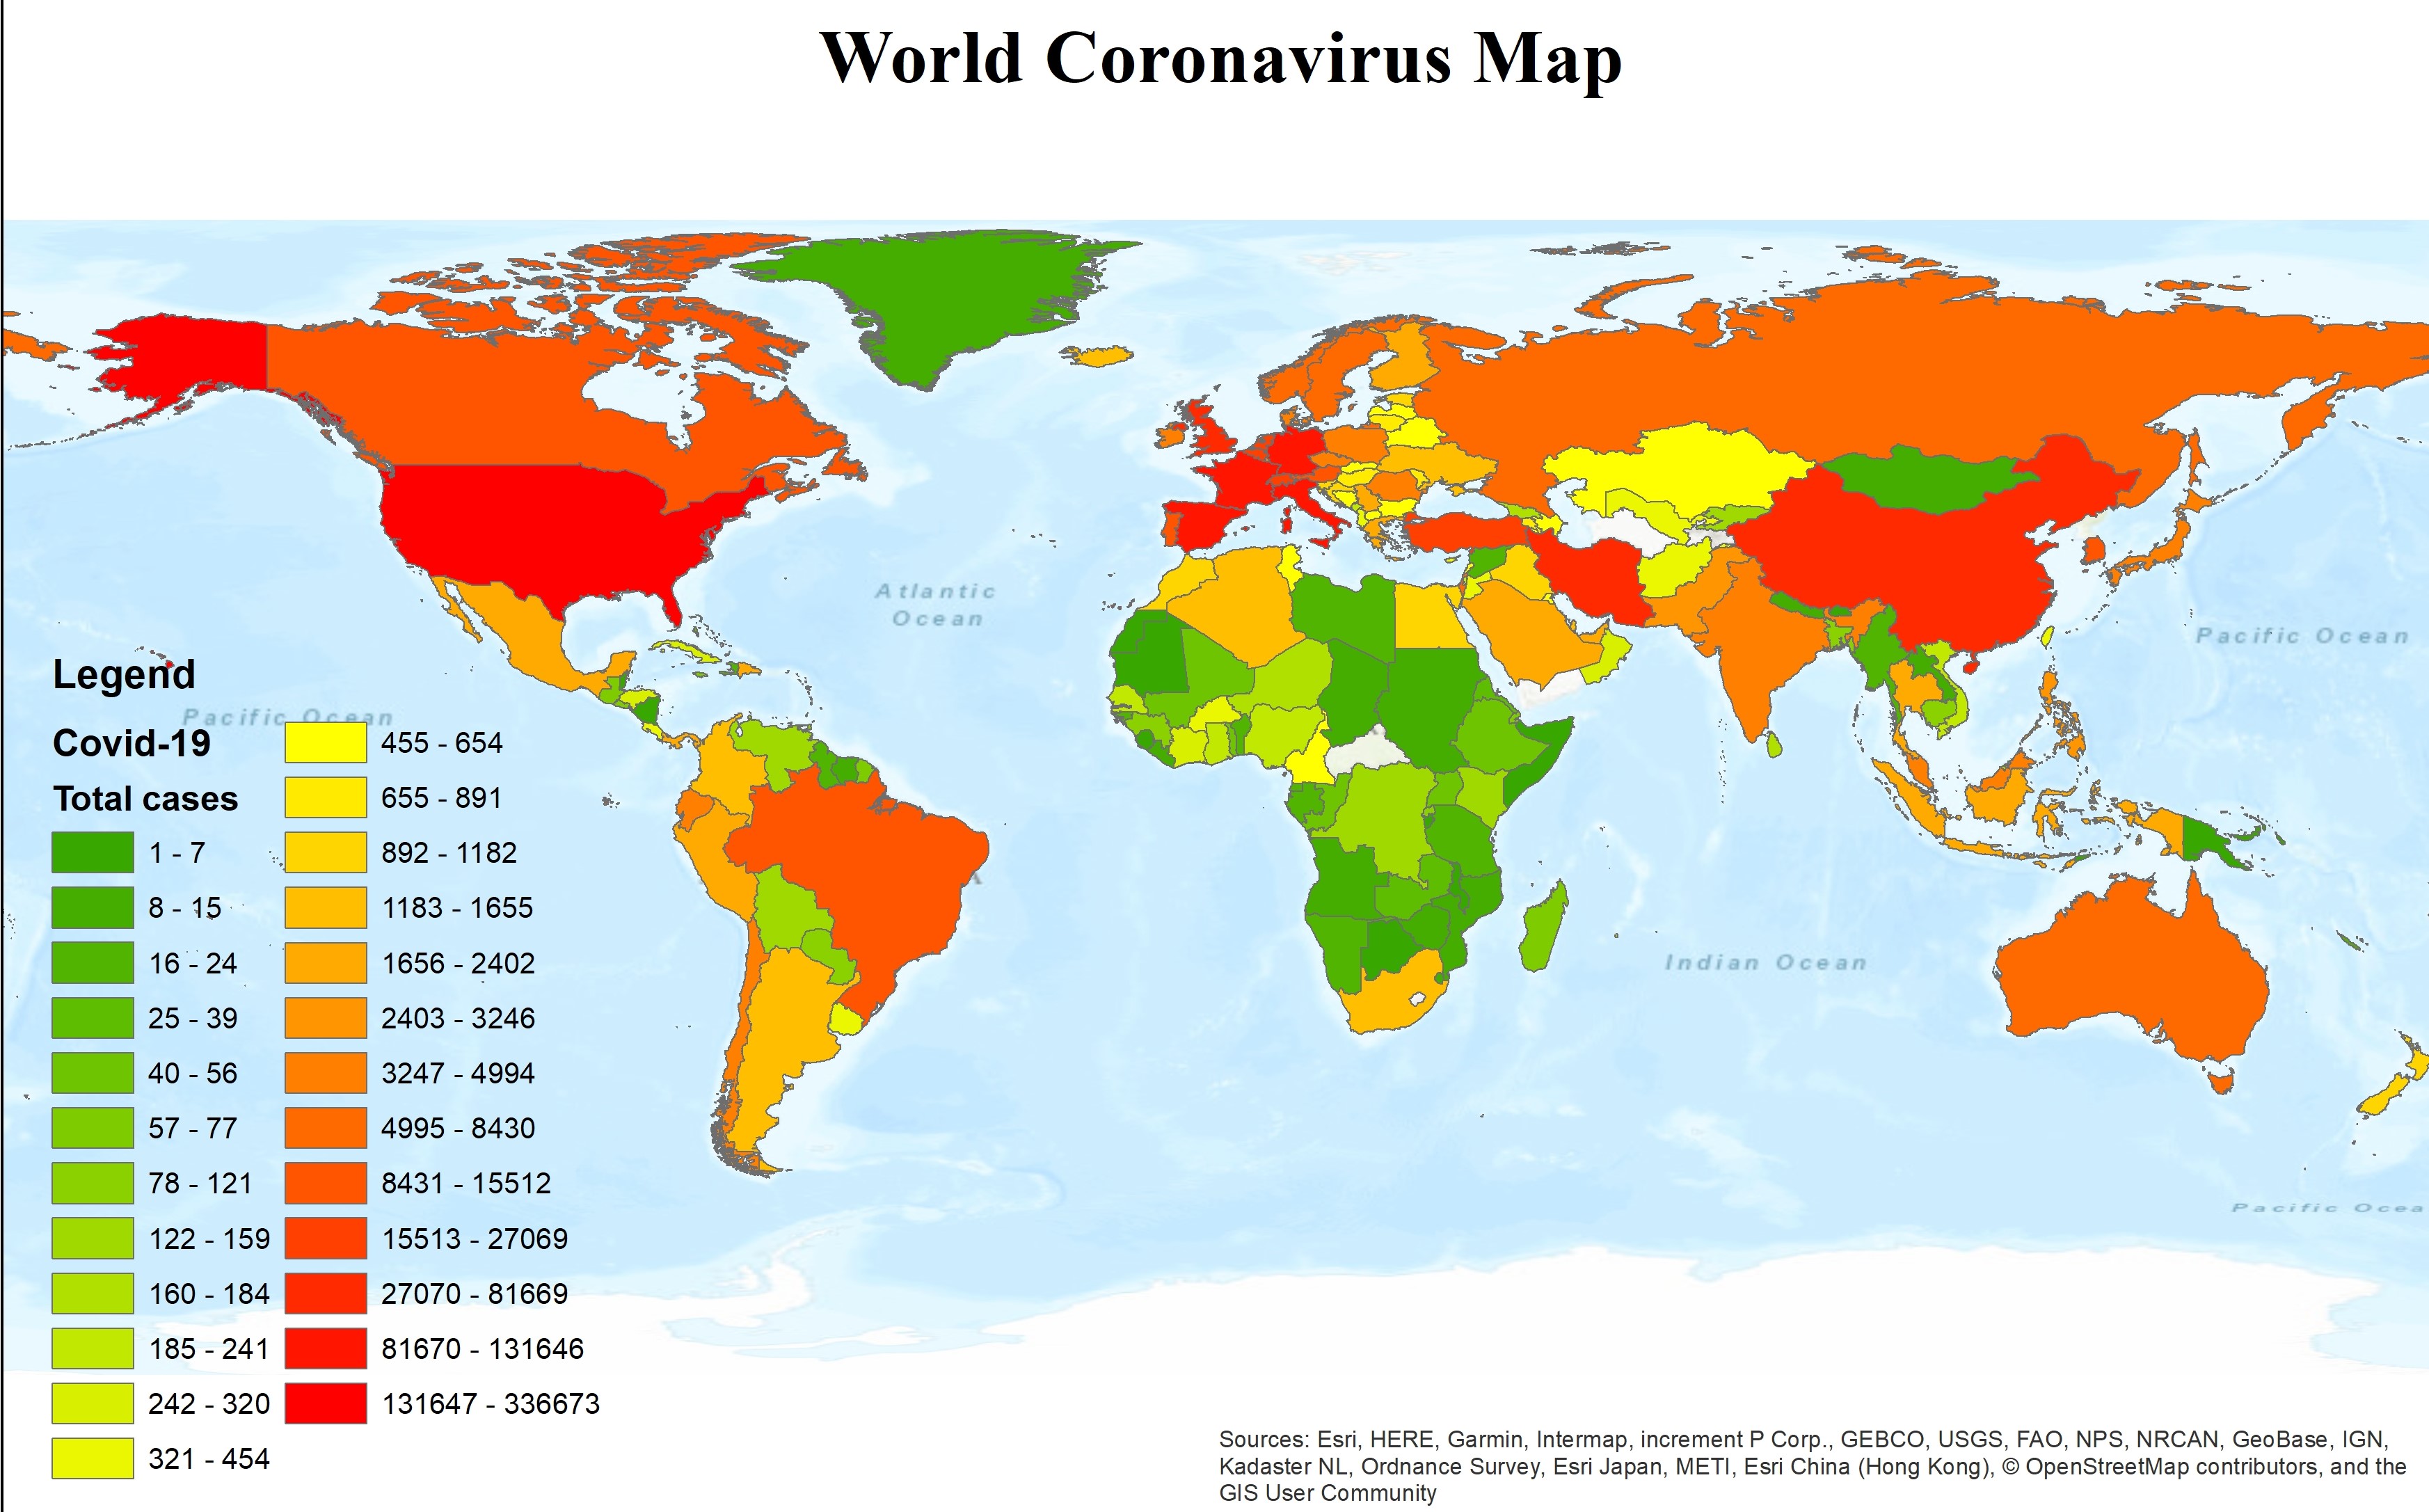 World Coronavirus Map
Atlantic
Ocean
Pacific Ocean
Pacific Ocean
Indian Ocean
Legend
Covid-19
Total cases
1 - 7
8 - 15
16 - 24
25 - 39
40 - 56
57 - 77
78 - 121
122 - 159
160 - 184
185 - 241
242 - 320
321 - 454
455 - 654
655 - 891
892 - 1182
1183 - 1655
1656 - 2402
2403 - 3246
3247 - 4994
4995 - 8430
8431 - 15512
15513 - 27069
27070 - 81669
81670 - 131646
131647 - 336673
Pacific Ocea
Sources: Esri, HERE, Garmin, Intermap, increment P Corp., GEBCO, USGS, FAO, NPS, NRCAN, GeoBase, IGN,
Kadaster NL, Ordnance Survey, Esri Japan, METI, Esri China (Hong Kong), © OpenStreetMap contributors, and the
GIS User Community